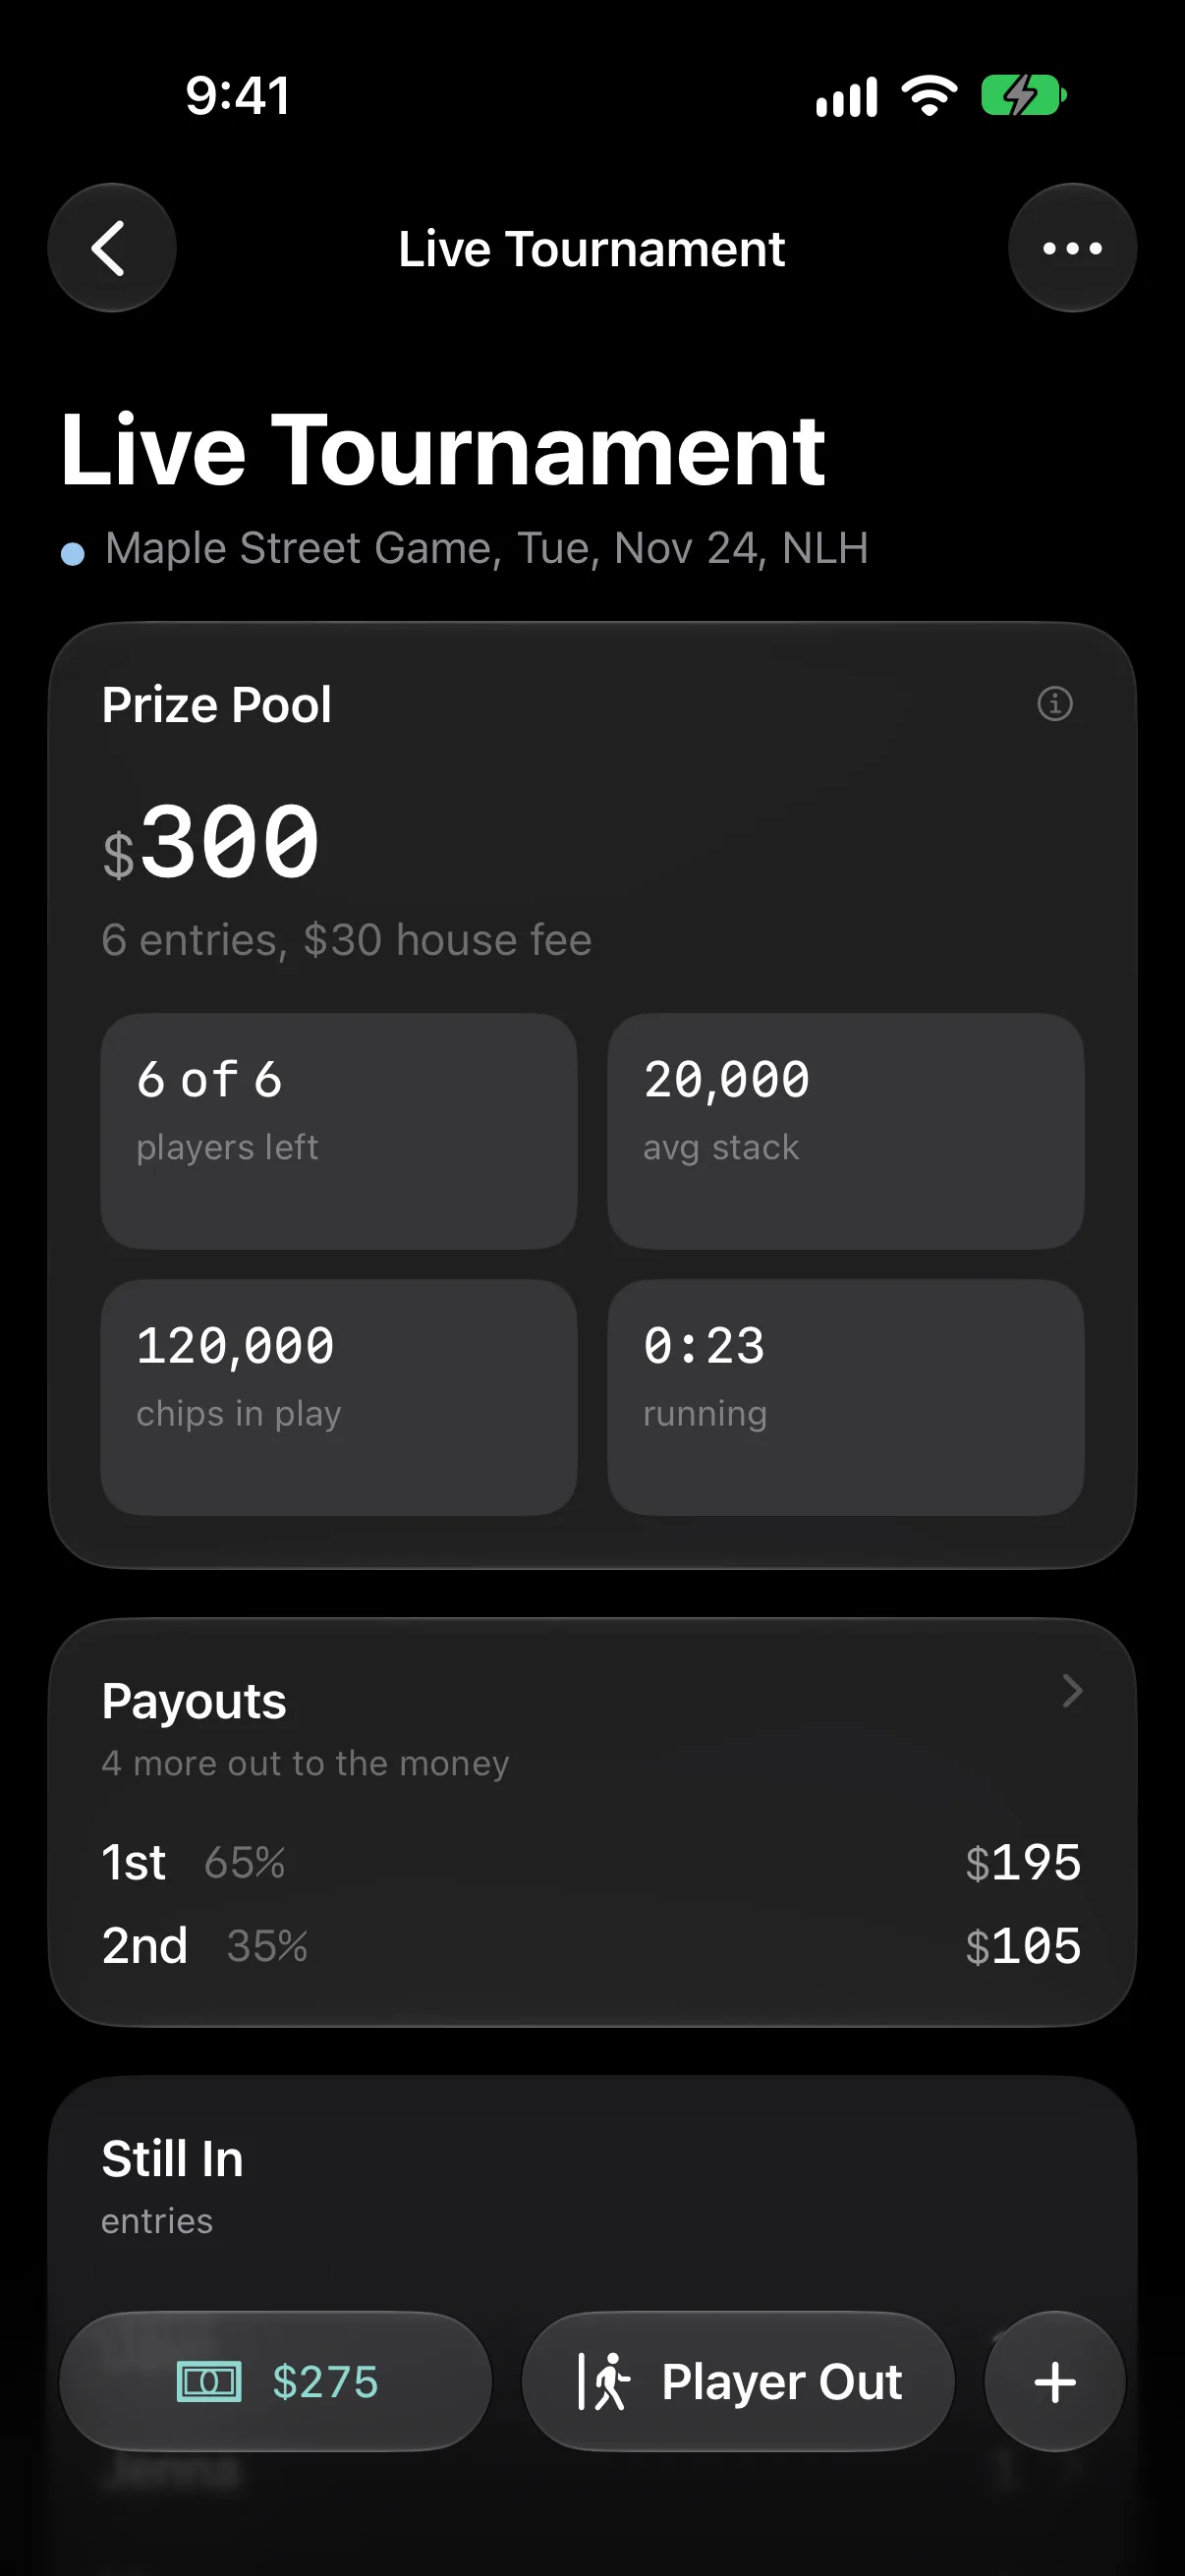 9:41
Live Tournament
Live Tournament
Maple Street Game, Tue, Nov 24, NLH
Prize Pool
$300
6 entries, $30 house fee
6 of 6
players left
20,000
avg stack
120,000
chips in play
0:23
running
Payouts
4 more out to the money
1st 65% $195
2nd 35% $105
Still In
entries
$275
Player Out
Jenna